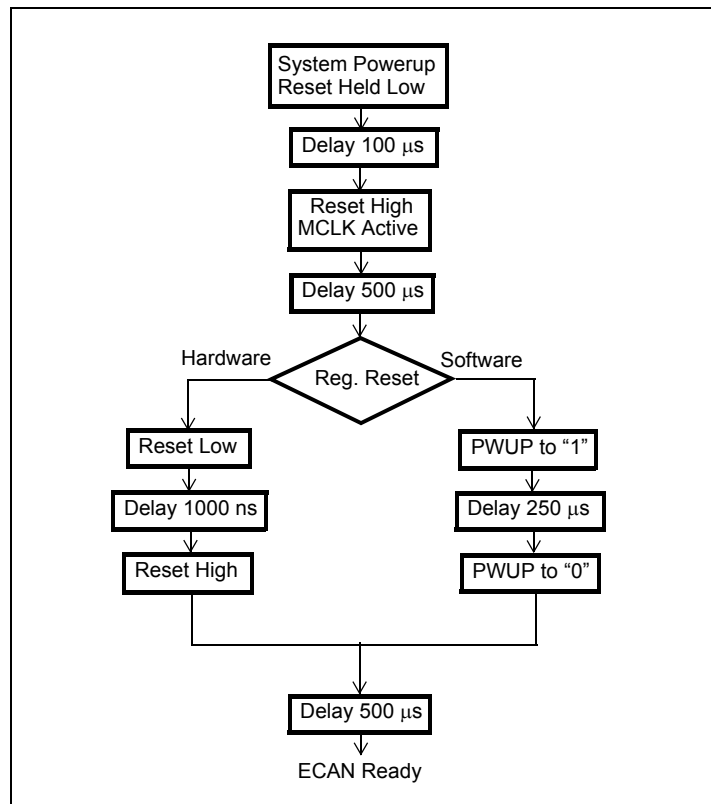 System Powerup
Reset Held Low
Delay 100 μs
Reset High
MCLK Active
Delay 500 μs
Hardware
Software
Reg. Reset
Reset Low
PWUP to “1”
Delay 1000 ns
Delay 250 μs
Reset High
PWUP to “0”
Delay 500 μs
ECAN Ready